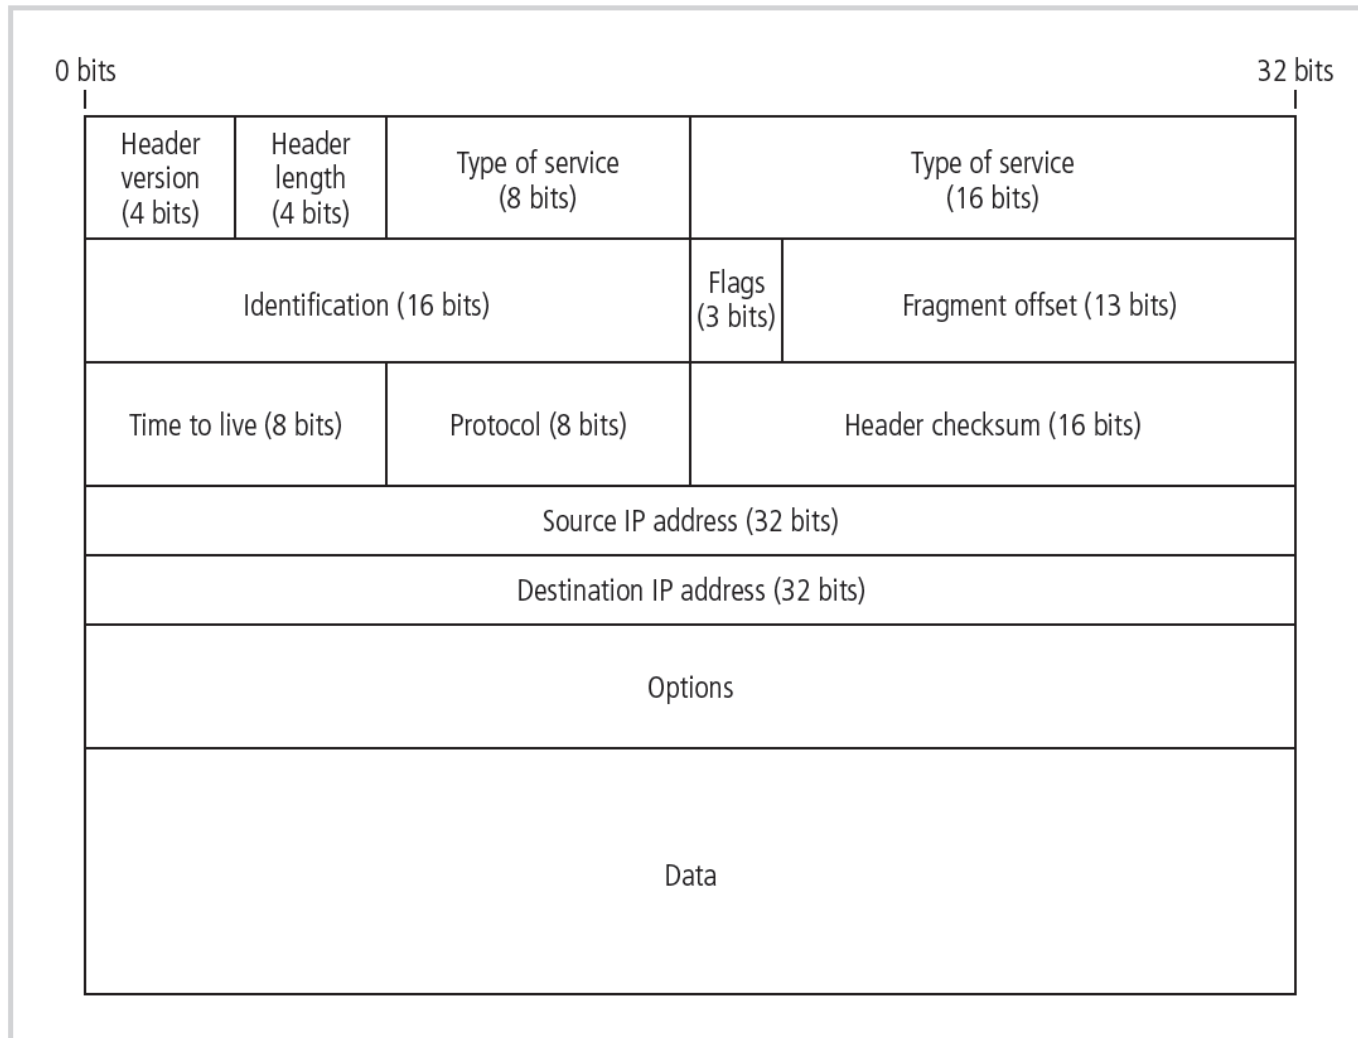 0 bits
32 bits
Header
version
(4 bits)
Header
length
(4 bits)
Type of service
(8 bits)
Type of service
(16 bits)
Identification (16 bits)
Flags
(3 bits)
Fragment offset (13 bits)
Time to live (8 bits)
Protocol (8 bits)
Header checksum (16 bits)
Source IP address (32 bits)
Destination IP address (32 bits)
Options
Data